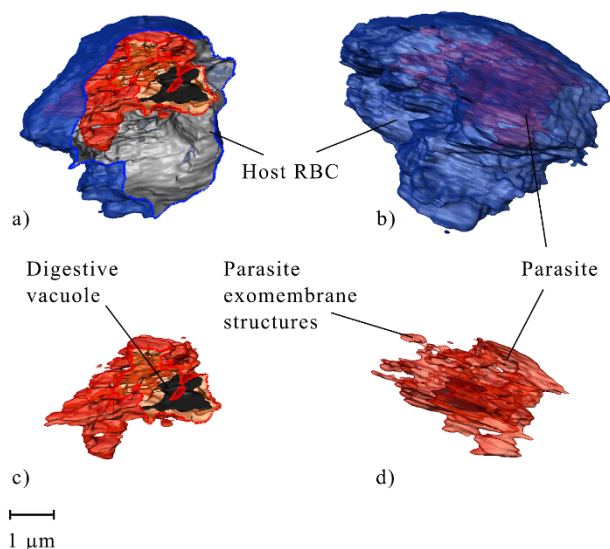 Host RBC
a)
b)
Digestive
vacuole
Parasite
exomembrane
structures
Parasite
c)
d)
1 μm